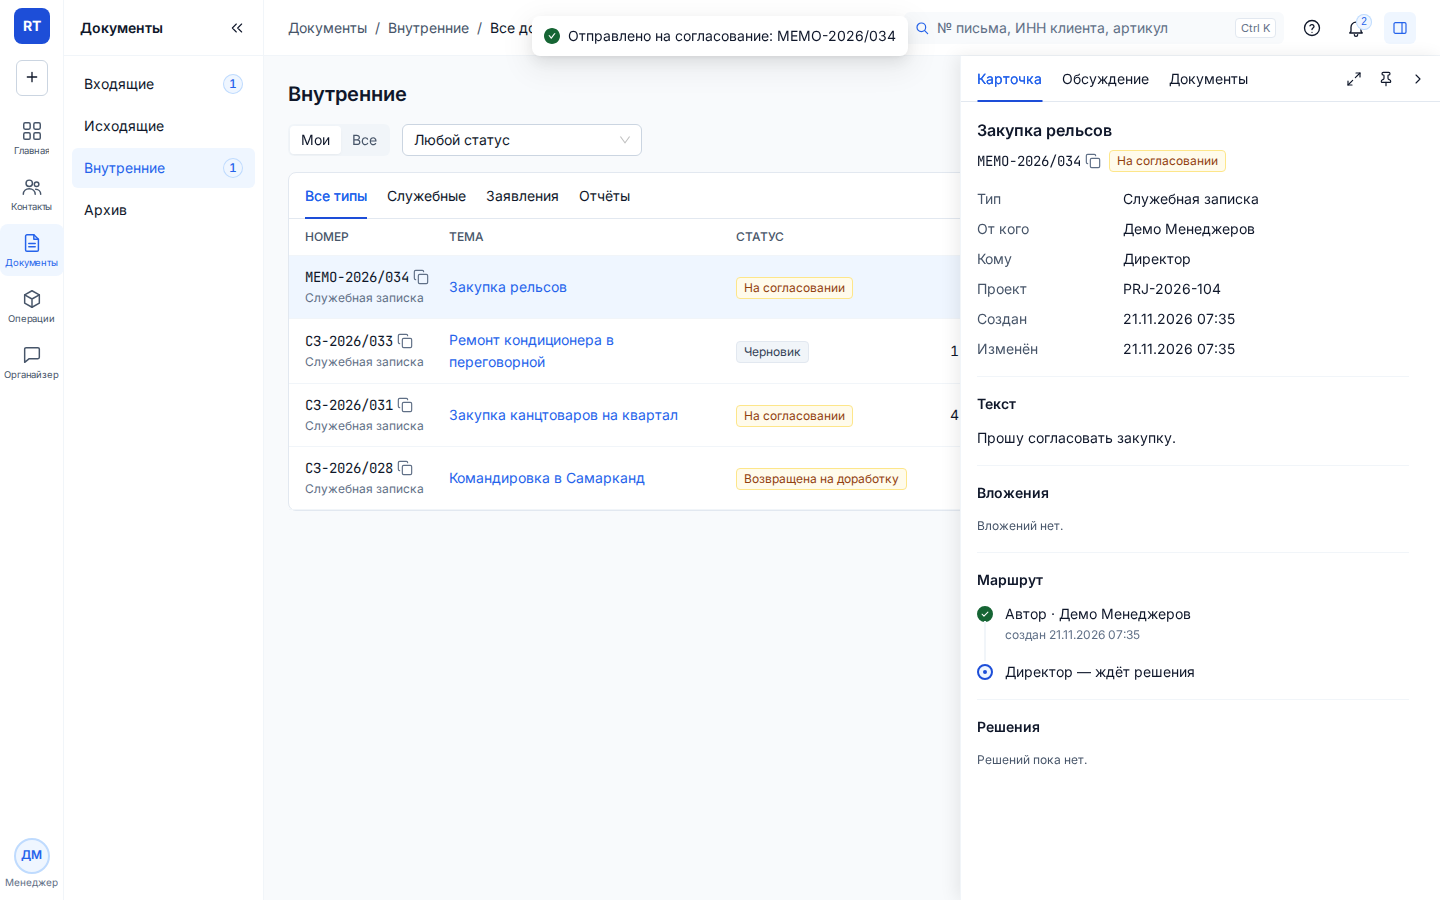 RT
Главная
Контакты
Документы
Операции
Органайзер
ДМ
Менеджер
Документы
Входящие 1
Исходящие
Внутренние 1
Архив
Документы / Внутренние / Все до
Отправлено на согласование: МЕМО-2026/034
№ письма, ИНН клиента, артикул Ctrl K
2
Внутренние
Мои Все Любой статус
Все типы Служебные Заявления Отчёты
НОМЕР ТЕМА СТАТУС
МЕМО-2026/034 Закупка рельсов На согласовании
Служебная записка
СЗ-2026/033 Ремонт кондиционера в переговорной Черновик 1
Служебная записка
СЗ-2026/031 Закупка канцтоваров на квартал На согласовании 4
Служебная записка
СЗ-2026/028 Командировка в Самарканд Возвращена на доработку
Служебная записка
Карточка Обсуждение Документы
Закупка рельсов
МЕМО-2026/034 На согласовании
Тип Служебная записка
От кого Демо Менеджеров
Кому Директор
Проект PRJ-2026-104
Создан 21.11.2026 07:35
Изменён 21.11.2026 07:35
Текст
Прошу согласовать закупку.
Вложения
Вложений нет.
Маршрут
Автор · Демо Менеджеров
создан 21.11.2026 07:35
Директор — ждёт решения
Решения
Решений пока нет.